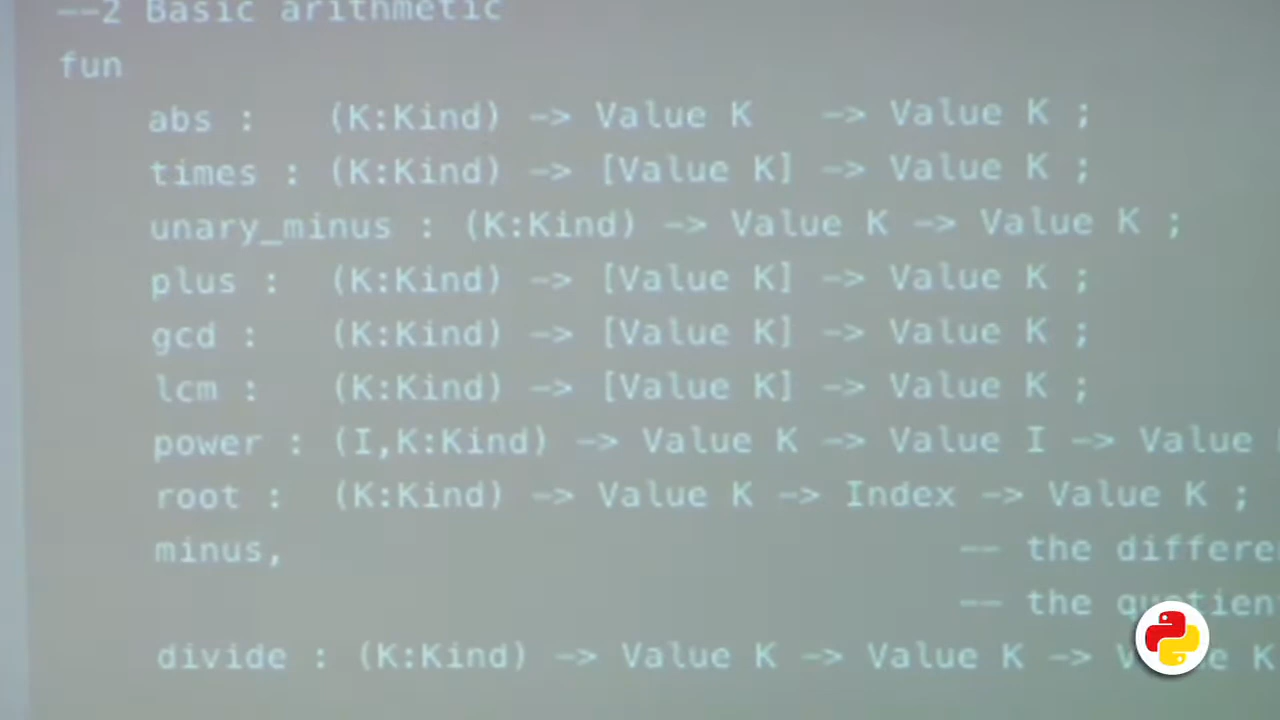 --2 Basic arithmetic
fun
abs : (K:Kind) -> Value K -> Value K ;
times : (K:Kind) -> [Value K] -> Value K ;
unary_minus : (K:Kind) -> Value K -> Value K ;
plus : (K:Kind) -> [Value K] -> Value K ;
gcd : (K:Kind) -> [Value K] -> Value K ;
lcm : (K:Kind) -> [Value K] -> Value K ;
power : (I,K:Kind) -> Value K -> Value I -> Value
root : (K:Kind) -> Value K -> Index -> Value K ;
minus, -- the differe
-- the quotien
divide : (K:Kind) -> Value K -> Value K -> K